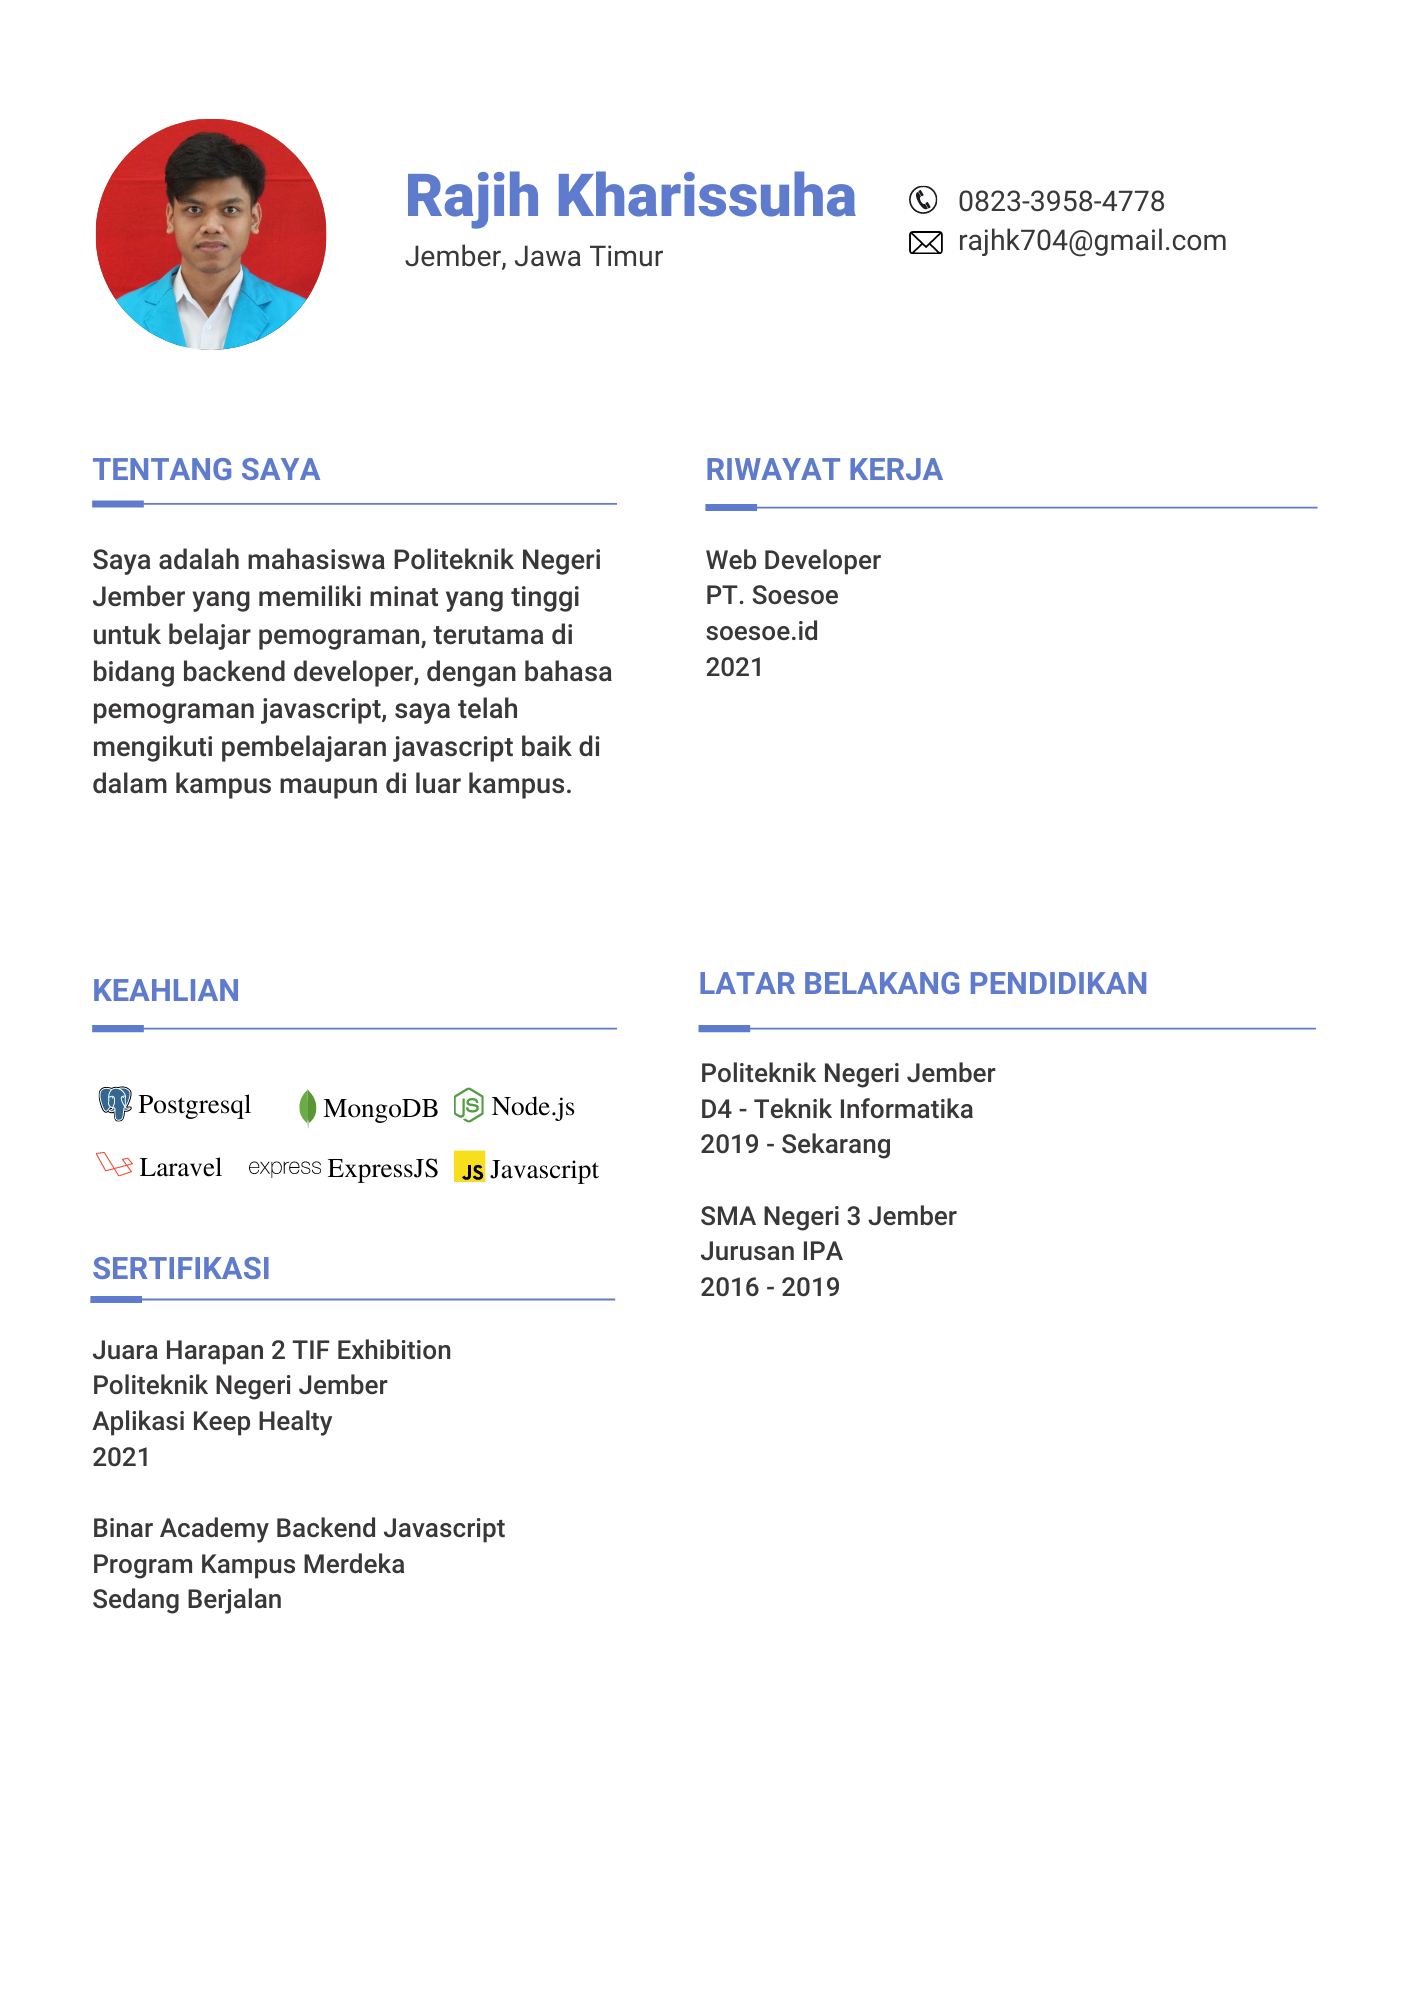 Rajih Kharissuha
Jember, Jawa Timur
0823-3958-4778
rajhk704@gmail.com
TENTANG SAYA
Saya adalah mahasiswa Politeknik Negeri
Jember yang memiliki minat yang tinggi
untuk belajar pemograman, terutama di
bidang backend developer, dengan bahasa
pemograman javascript, saya telah
mengikuti pembelajaran javascript baik di
dalam kampus maupun di luar kampus.
RIWAYAT KERJA
Web Developer
PT. Soesoe
soesoe.id
2021
KEAHLIAN
Postgresql MongoDB JS Node.js
Laravel express ExpressJS JS Javascript
SERTIFIKASI
Juara Harapan 2 TIF Exhibition
Politeknik Negeri Jember
Aplikasi Keep Healty
2021
Binar Academy Backend Javascript
Program Kampus Merdeka
Sedang Berjalan
LATAR BELAKANG PENDIDIKAN
Politeknik Negeri Jember
D4 - Teknik Informatika
2019 - Sekarang
SMA Negeri 3 Jember
Jurusan IPA
2016 - 2019